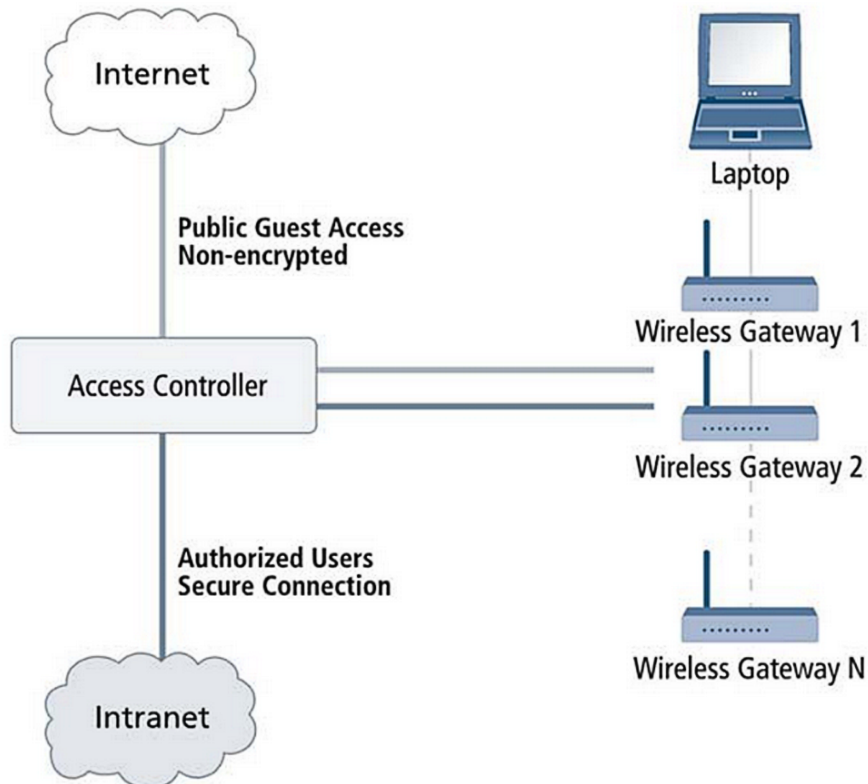 Internet
Laptop
Public Guest Access
Non-encrypted
Wireless Gateway 1
Access Controller
Wireless Gateway 2
Authorized Users
Secure Connection
Wireless Gateway N
Intranet